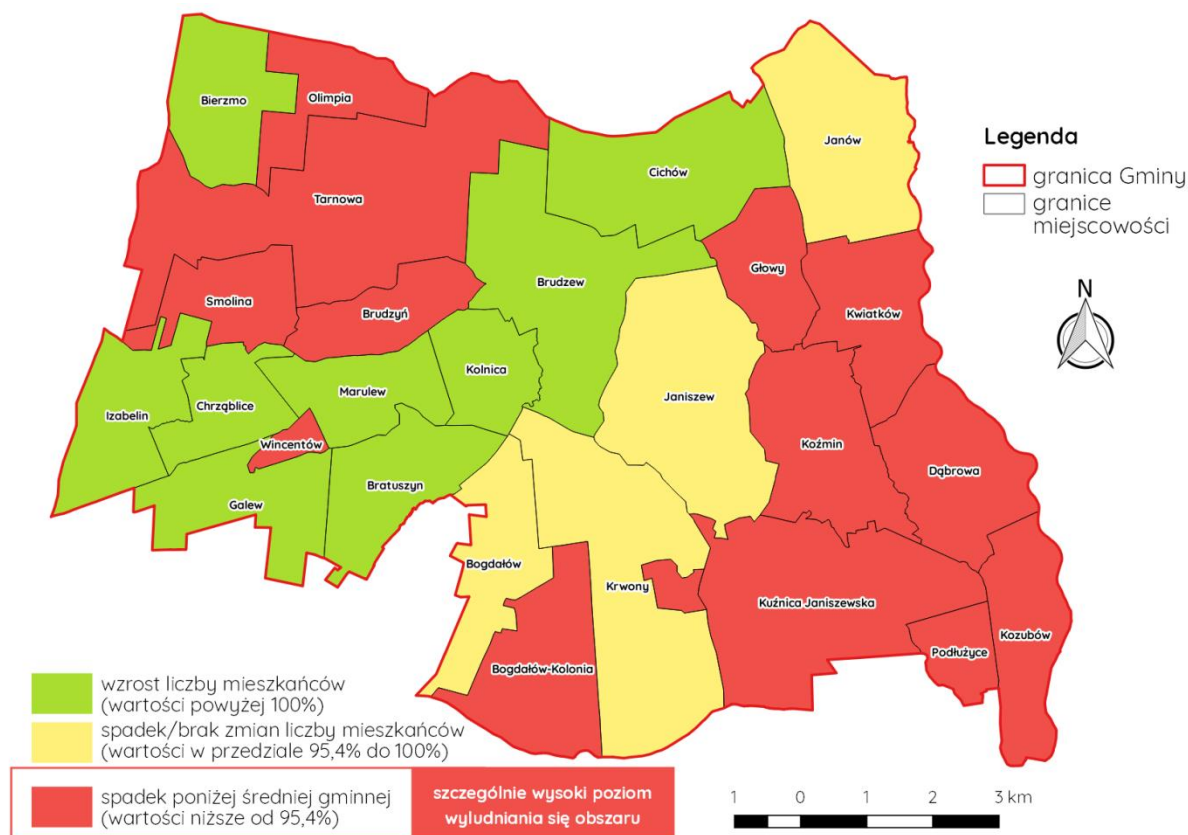 Bierzmo
Olimpia
Janów
Cichów
Tarnowa
Głowy
Smolina
Brudzyń
Brudzew
Kwiatków
Izabelin
Chrząblice
Marulew
Kolnica
Janiszew
Wincentów
Koźmin
Dąbrowa
Galew
Bratuszyn
Bogdałów
Krwony
Kuźnica Janiszewska
Kozubów
Podłużyce
Bogdałów-Kolonia
Legenda
granica Gminy
granice
miejscowości
N
wzrost liczby mieszkańców
(wartości powyżej 100%)
spadek/brak zmian liczby mieszkańców
(wartości w przedziale 95,4% do 100%)
spadek poniżej średniej gminnej
(wartości niższe od 95,4%)
szczególnie wysoki poziom
wyludniania się obszaru
1 0 1 2 3 km